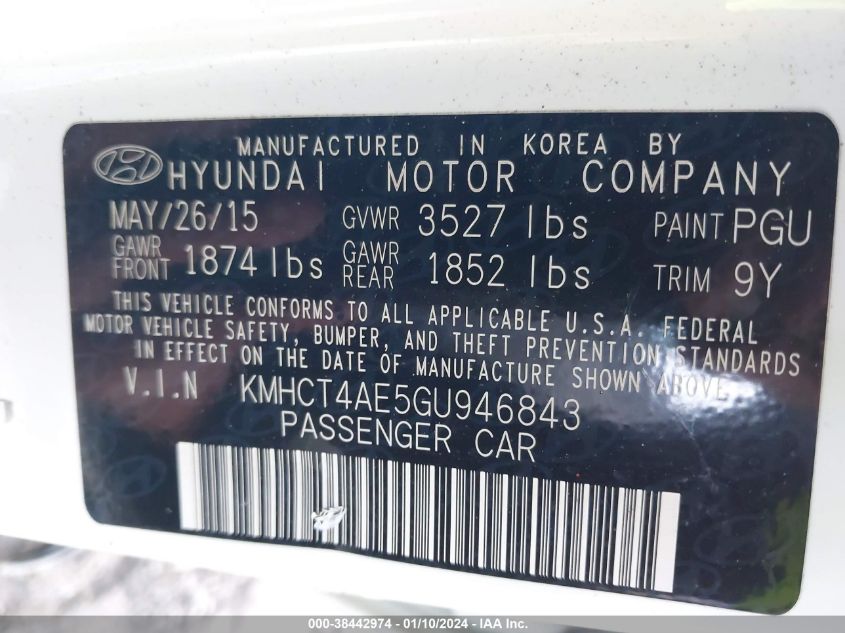 MANUFACTURED IN KOREA BY
HYUNDAI MOTOR COMPANY
MAY/26/15 GVWR 3527 lbs PAINT PGU
GAWR FRONT 1874 lbs GAWR REAR 1852 lbs TRIM 9Y
THIS VEHICLE CONFORMS TO ALL APPLICABLE U.S.A. FEDERAL
MOTOR VEHICLE SAFETY, BUMPER, AND THEFT PREVENTION STANDARDS
IN EFFECT ON THE DATE OF MANUFACTURE SHOWN ABOVE
V.I.N KMHCT4AE5GU946843
PASSENGER CAR
000-38442974 - 01/10/2024 - IAA Inc.